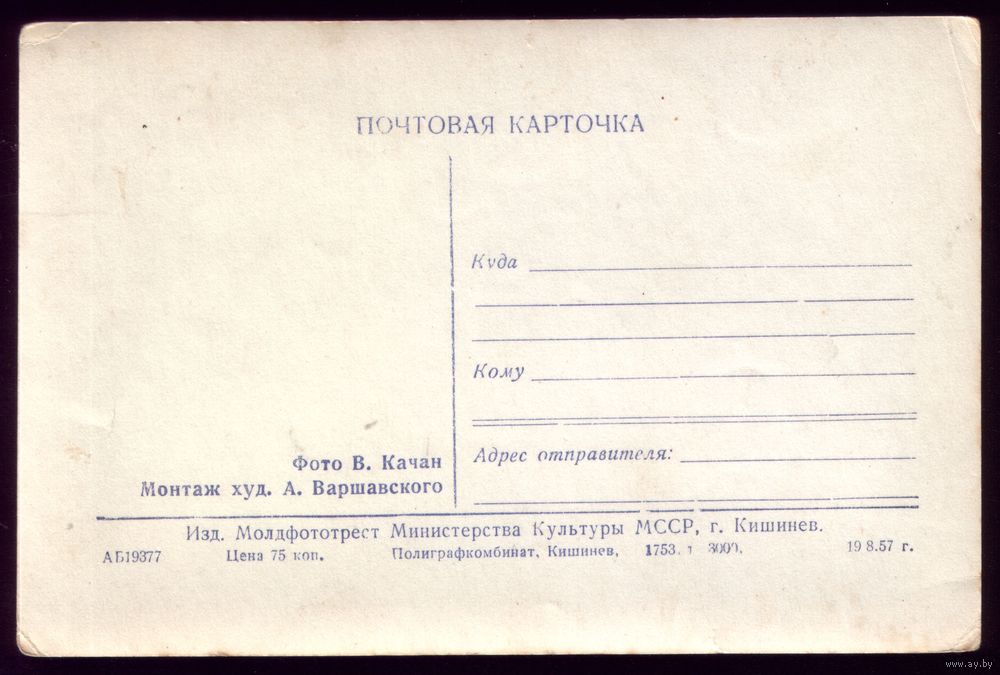 ПОЧТОВАЯ КАРТОЧКА
Куда
Кому
Адрес отправителя:
Фото В. Качан
Монтаж худ. А. Варшавского
Изд. Молдфототрест Министерства Культуры МССР, г. Кишинев.
АБ19377 Цена 75 коп. Полиграфкомбинат, Кишинев, 1753. т 3000. 19 8.57 г.
www.ay.by